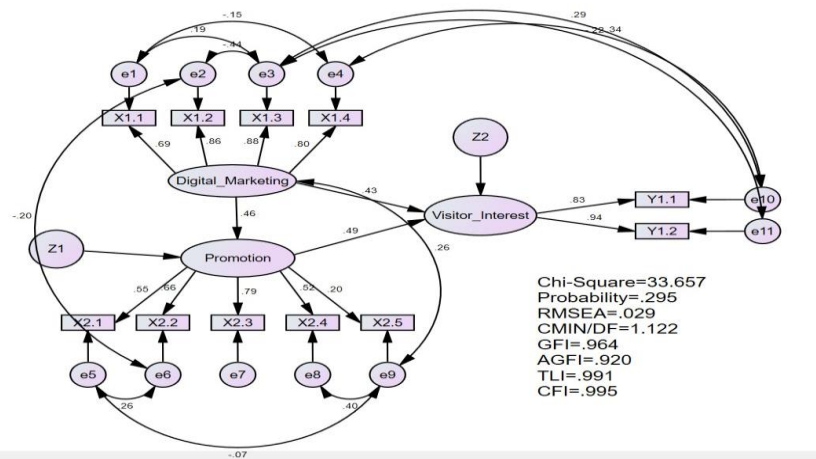 -.15
.29
.19
-.22 .34
-.44
e1 e2 e3 e4
X1.1 X1.2 X1.3 X1.4
.69 .86 .88 .80
Z2
Digital_Marketing
.43
.83
Y1.1 e10
-.20
.46
Visitor_Interest
.94
Y1.2 e11
Z1
.49
.26
Promotion
.55 .66 .79 .52 .20
X2.1 X2.2 X2.3 X2.4 X2.5
e5 e6 e7 e8 e9
.26 .40
-.07
Chi-Square=33.657
Probability=.295
RMSEA=.029
CMIN/DF=1.122
GFI=.964
AGFI=.920
TLI=.991
CFI=.995